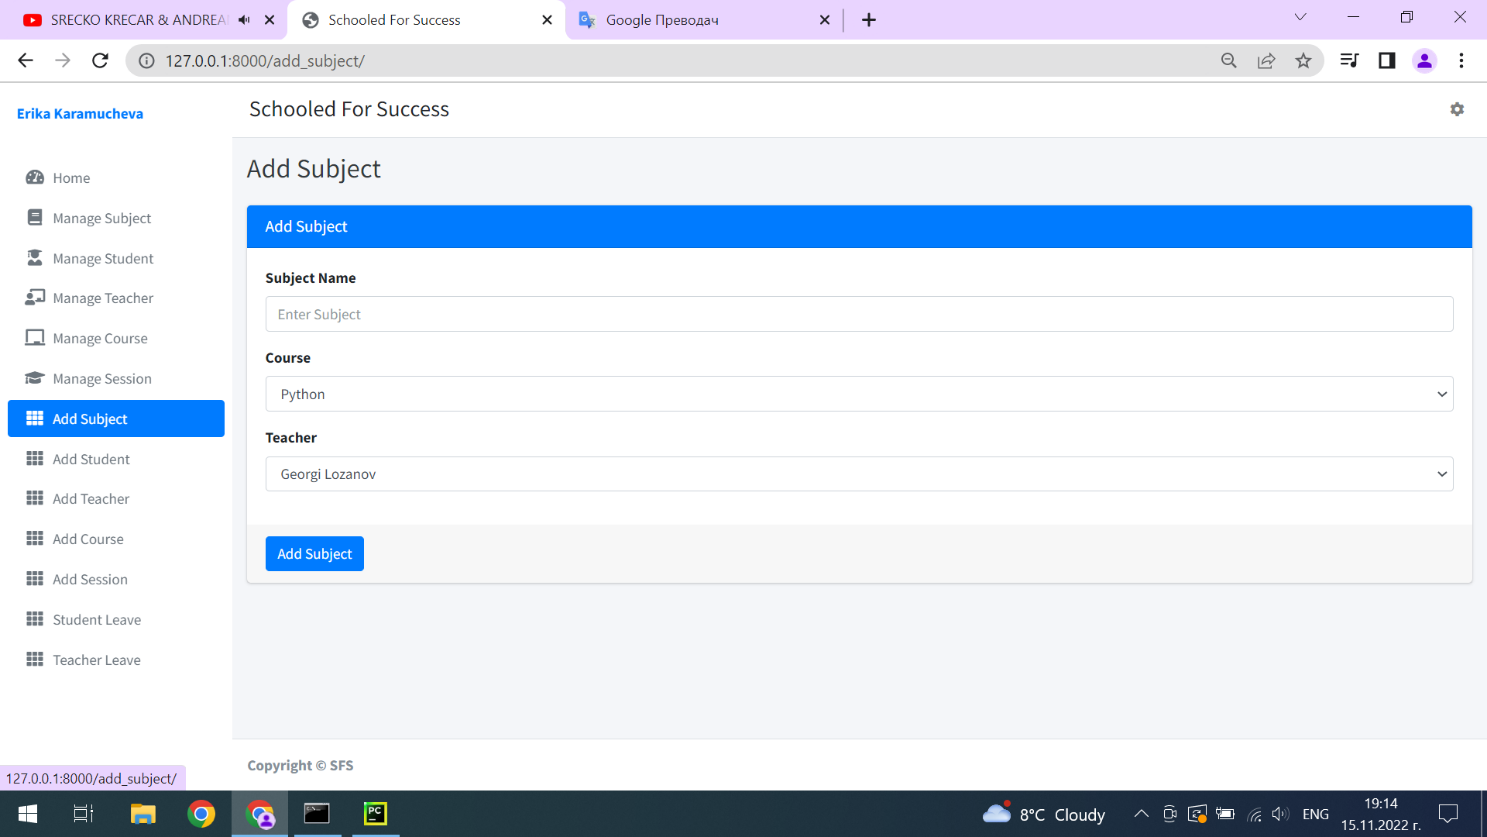 SRECKO KRECAR & ANDREA
Schooled For Success
Google Преводач
127.0.0.1:8000/add_subject/
Erika Karamucheva
Schooled For Success
Home
Manage Subject
Manage Student
Manage Teacher
Manage Course
Manage Session
Add Subject
Add Student
Add Teacher
Add Course
Add Session
Student Leave
Teacher Leave
Add Subject
Add Subject
Subject Name
Enter Subject
Course
Python
Teacher
Georgi Lozanov
Add Subject
Copyright © SFS
127.0.0.1:8000/add_subject/
PC
8°C Cloudy
ENG
19:14
15.11.2022 г.